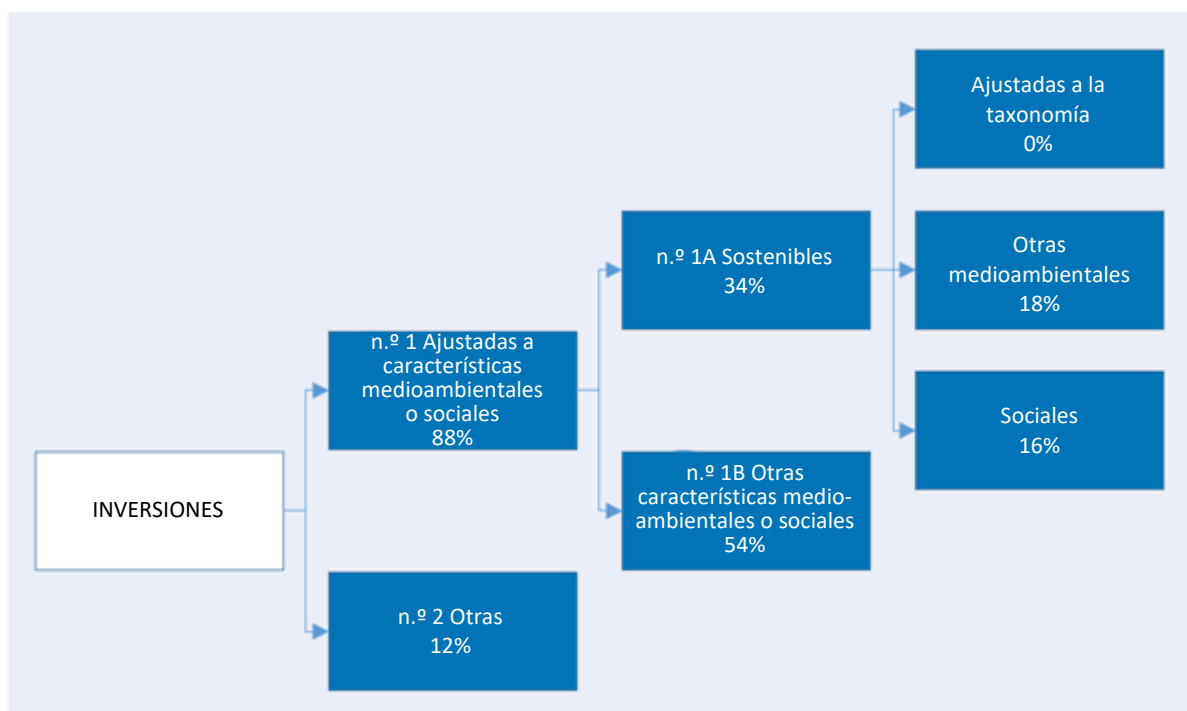 INVERSIONES
n.º 1 Ajustadas a
características
medioambientales
o sociales
88%
n.º 2 Otras
12%
n.º 1A Sostenibles
34%
n.º 1B Otras
características medio-
ambientales o sociales
54%
Ajustadas a la
taxonomía
0%
Otras
medioambientales
18%
Sociales
16%